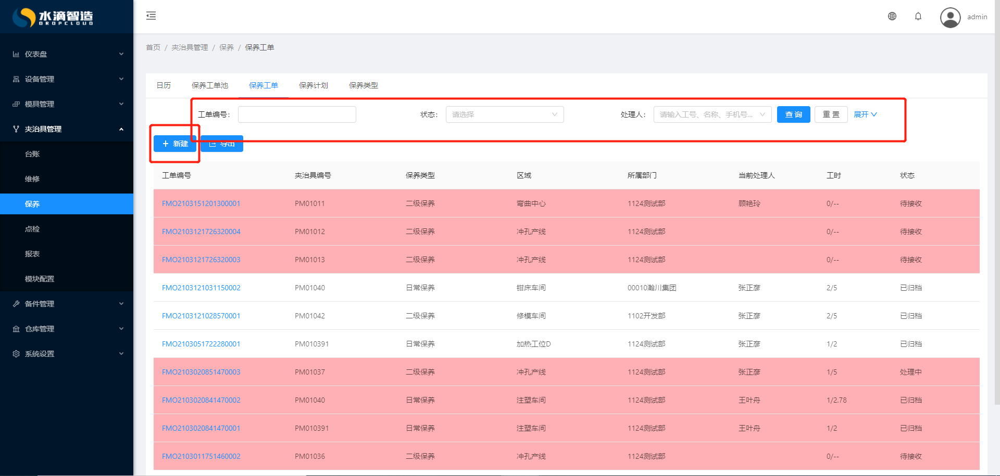 水滴智造
DROPCLOUD
admin
仪表盘
设备管理
模具管理
夹治具管理
台账
维修
保养
点检
报表
模块配置
备件管理
仓库管理
系统设置
首页 / 夹治具管理 / 保养 / 保养工单
日历 保养工单池 保养工单 保养计划 保养类型
工单编号: 状态: 请选择 处理人: 请输入工号、名称、手机号... 查 询 重 置 展开
+ 新建 导出
工单编号 夹治具编号 保养类型 区域 所属部门 当前处理人 工时 状态
FMO2103151201300001 PM01011 二级保养 弯曲中心 1124测试部 顾艳玲 0/-- 待接收
FMO2103121726320004 PM01012 二级保养 冲孔产线 1124测试部 0/-- 待接收
FMO2103121726320003 PM01013 二级保养 冲孔产线 1124测试部 0/-- 待接收
FMO2103121031150002 PM01040 日常保养 钳床车间 00010瀚川集团 张正彦 2/5 已归档
FMO2103121028570001 PM01042 二级保养 修模车间 1102开发部 张正彦 2/5 已归档
FMO2103051722280001 PM010391 日常保养 加热工位D 1124测试部 张正彦 1/2 已归档
FMO2103020851470003 PM01037 二级保养 冲孔产线 1124测试部 张正彦 1/5 处理中
FMO2103020841470002 PM01040 日常保养 注塑车间 1124测试部 王叶舟 1/2.78 已归档
FMO2103020841470001 PM010391 日常保养 注塑车间 1124测试部 王叶舟 1/2 已归档
FMO2103011751460002 PM01036 二级保养 冲孔产线 1124测试部 0/-- 待接收